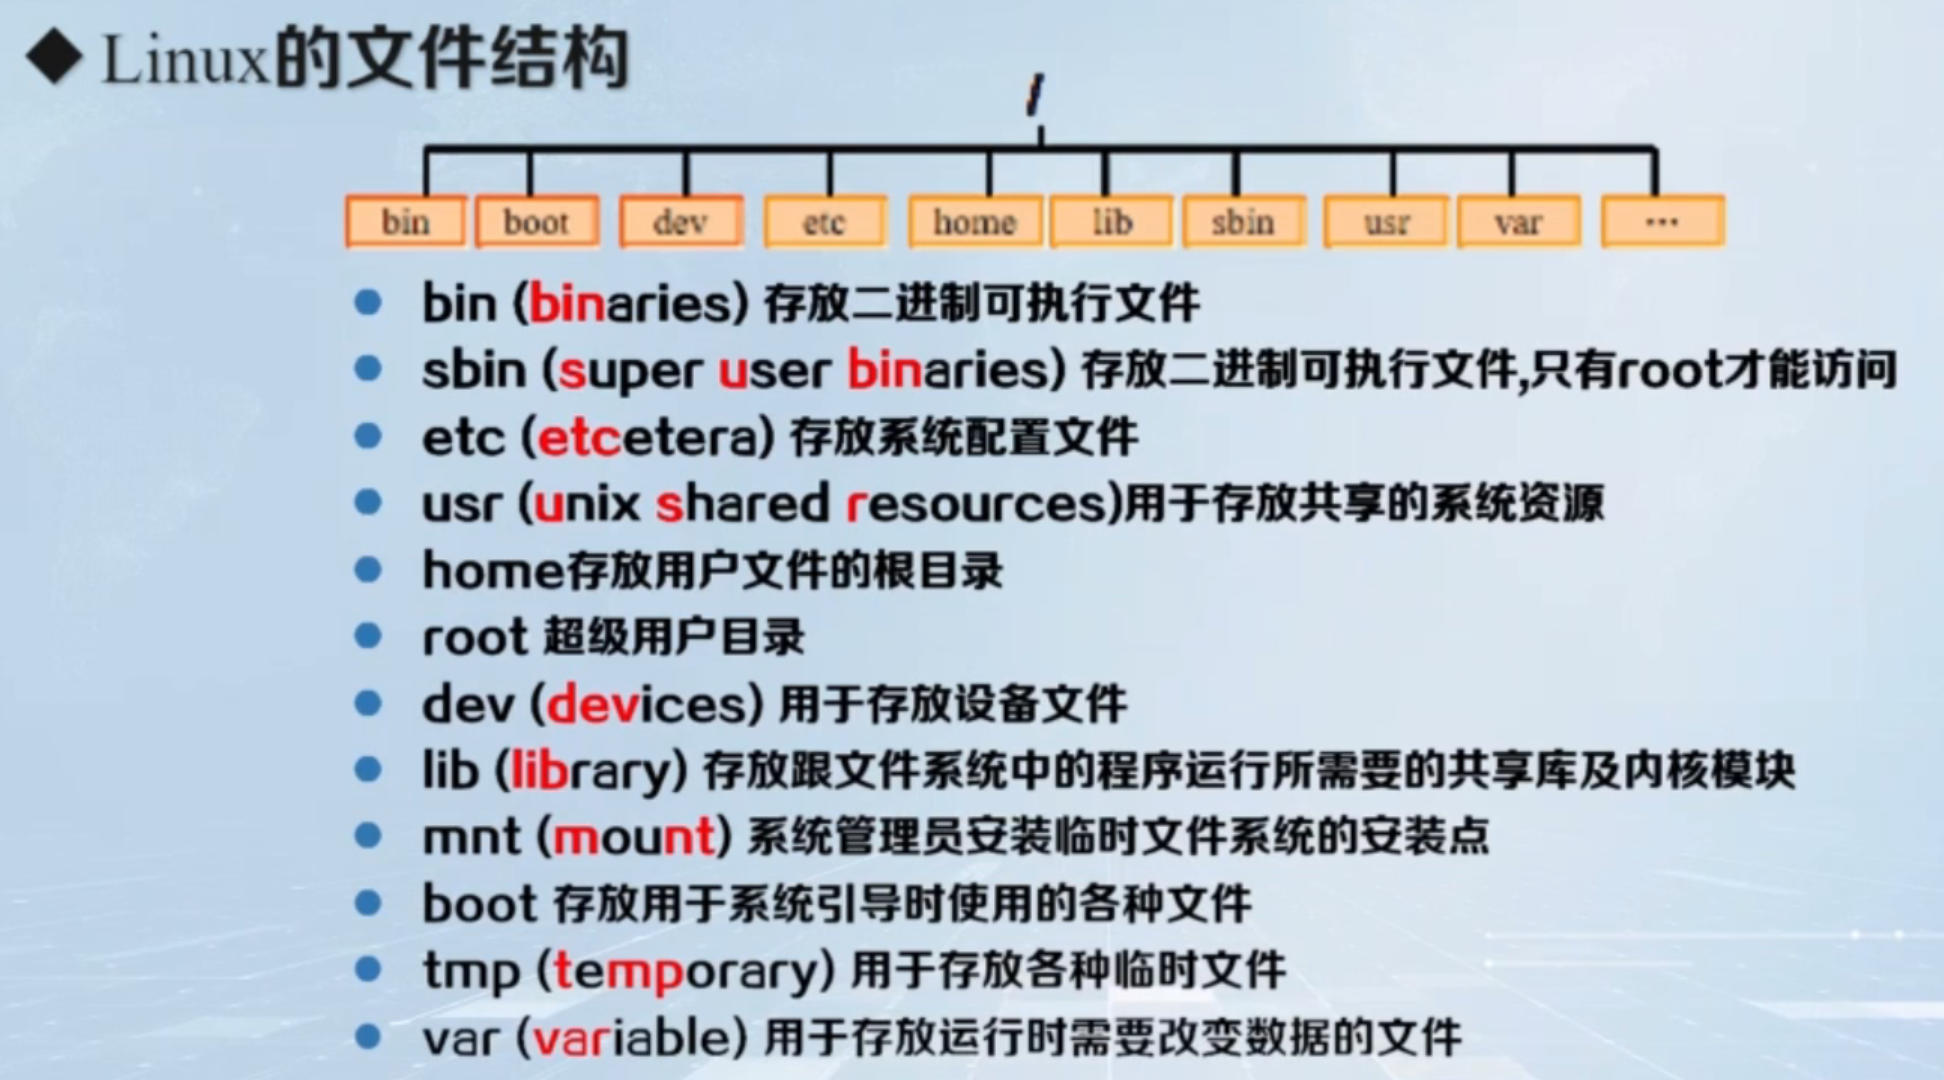 ◆ Linux的文件结构
/
bin boot dev etc home lib sbin usr var ...
● bin (binaries) 存放二进制可执行文件
● sbin (super user binaries) 存放二进制可执行文件,只有root才能访问
● etc (etcetera) 存放系统配置文件
● usr (unix shared resources)用于存放共享的系统资源
● home存放用户文件的根目录
● root 超级用户目录
● dev (devices) 用于存放设备文件
● lib (library) 存放跟文件系统中的程序运行所需要的共享库及内核模块
● mnt (mount) 系统管理员安装临时文件系统的安装点
● boot 存放用于系统引导时使用的各种文件
● tmp (temporary) 用于存放各种临时文件
● var (variable) 用于存放运行时需要改变数据的文件